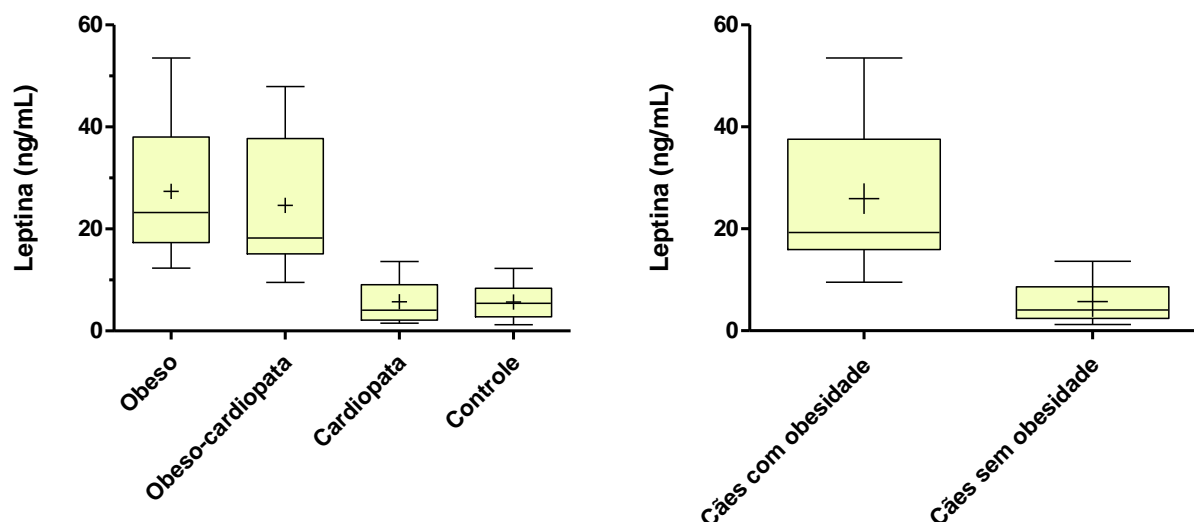 Leptina (ng/mL)
60
40
20
0
Obeso
Obeso-cardiopata
Cardiopata
Controle
Leptina (ng/mL)
60
40
20
0
Cães com obesidade
Cães sem obesidade